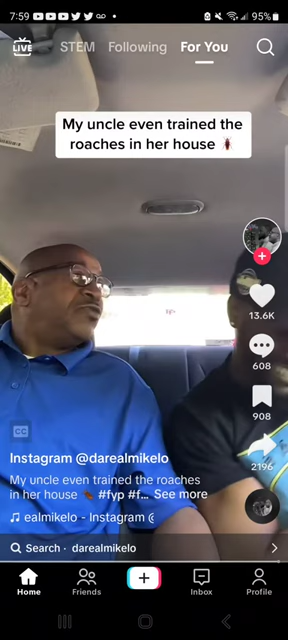 7:59
95%
LIVE
STEM Following For You
My uncle even trained the
roaches in her house 🪳
13.6K
608
908
2196
CC
Instagram @darealmikelo
My uncle even trained the roaches
in her house 🪳 #fyp #f... See more
ealmikelo - Instagram @
Search · darealmikelo
Home
Friends
Inbox
Profile